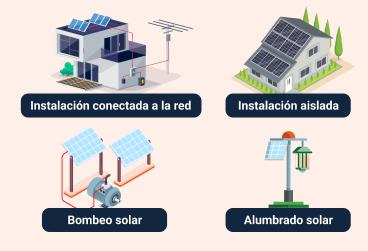 Instalación conectada a la red
Instalación aislada
Bombeo solar
Alumbrado solar